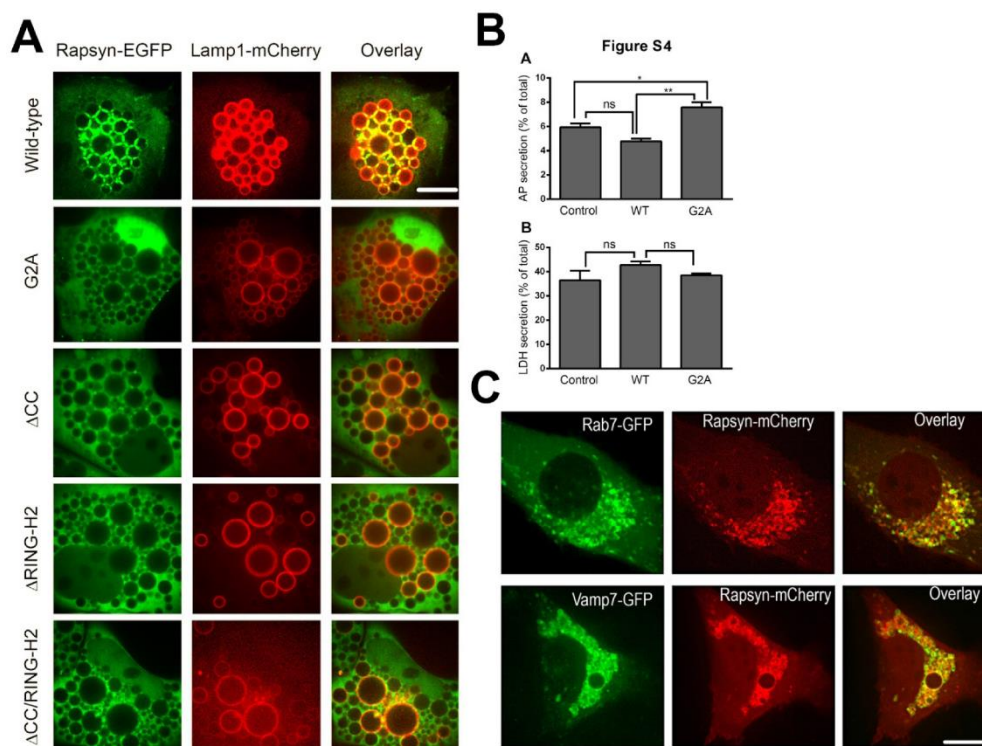 A
Rapsyn-EGFP Lamp1-mCherry Overlay
Wild-type
G2A
ΔCC
ΔRING-H2
ΔCC/RING-H2
B
Figure S4
A
AP secretion (% of total)
10
8
6
4
2
0
ns
*
**
Control WT G2A
B
LDH secretion (% of total)
50
40
30
20
10
0
ns ns
Control WT G2A
C
Rab7-GFP Rapsyn-mCherry Overlay
Vamp7-GFP Rapsyn-mCherry Overlay